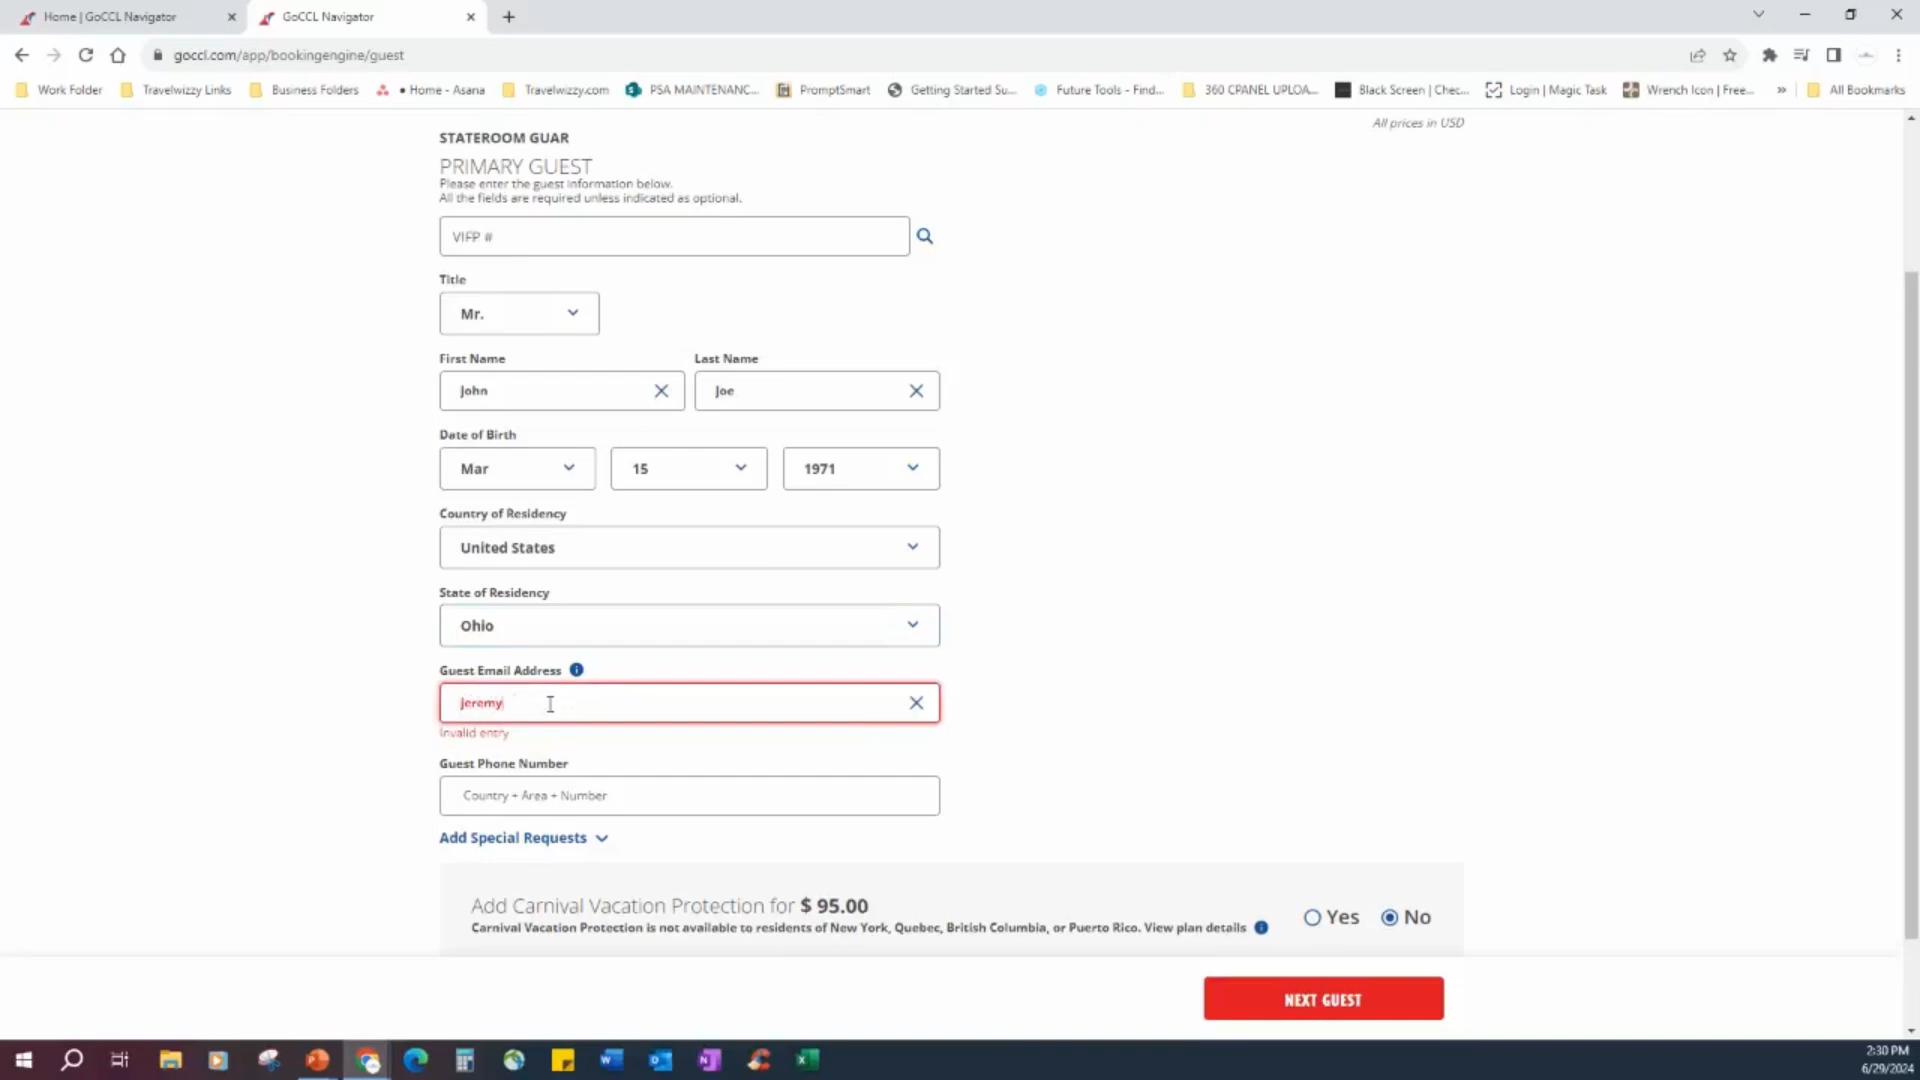 Home | GoCCL Navigator
GoCCL Navigator
goccl.com/app/bookingengine/guest
Work Folder
Travelwizzy Links
Business Folders
• Home - Asana
Travelwizzy.com
PSA MAINTENANC...
PromptSmart
Getting Started Su...
Future Tools - Find...
360 CPANEL UPLOA...
Black Screen | Chec...
Login | Magic Task
Wrench Icon | Free...
»
All Bookmarks
All prices in USD
STATEROOM GUAR
PRIMARY GUEST
Please enter the guest information below.
All the fields are required unless indicated as optional.
VIFP #
Title
Mr.
First Name
Last Name
John
Joe
Date of Birth
Mar
15
1971
Country of Residency
United States
State of Residency
Ohio
Guest Email Address
Jeremy
Invalid entry
Guest Phone Number
Country + Area + Number
Add Special Requests
Add Carnival Vacation Protection for $ 95.00
Carnival Vacation Protection is not available to residents of New York, Quebec, British Columbia, or Puerto Rico. View plan details
Yes
No
NEXT GUEST
2:30 PM
6/29/2024